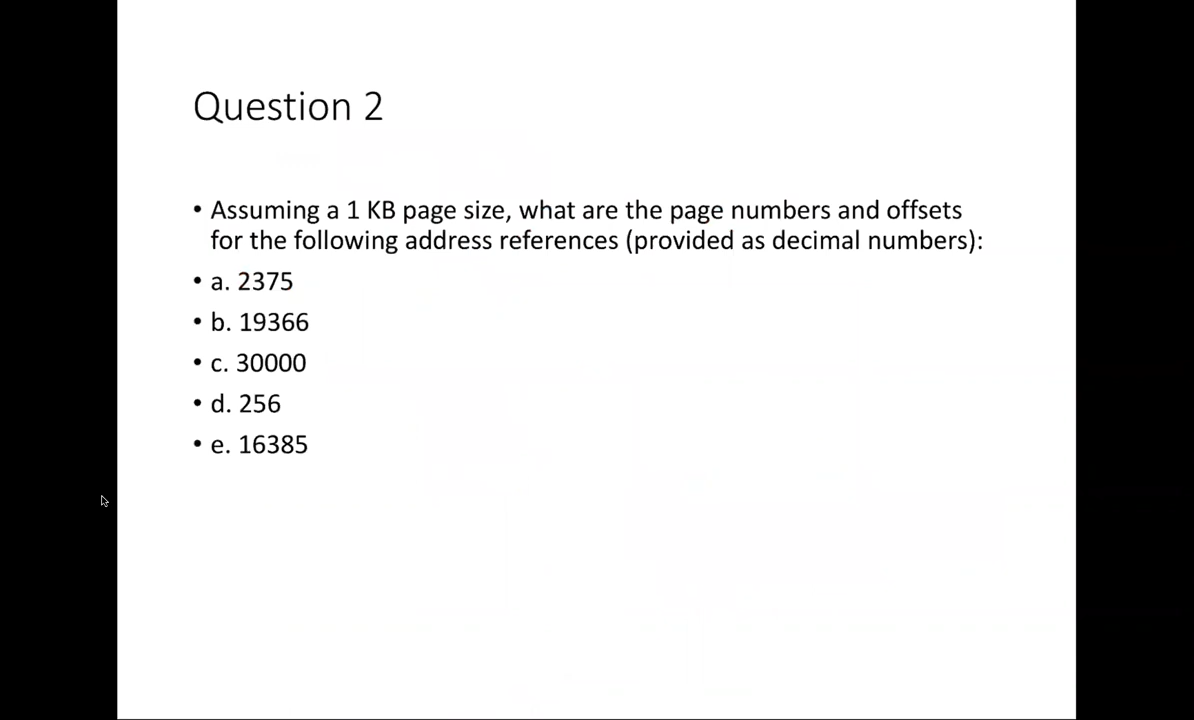 Question 2
• Assuming a 1 KB page size, what are the page numbers and offsets
for the following address references (provided as decimal numbers):
• a. 2375
• b. 19366
• c. 30000
• d. 256
• e. 16385